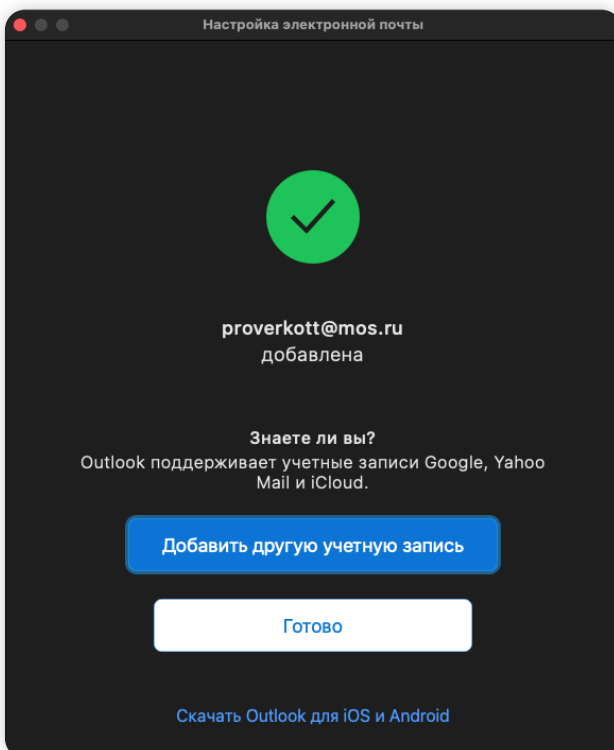 Настройка электронной почты
proverkott@mos.ru
добавлена
Знаете ли вы?
Outlook поддерживает учетные записи Google, Yahoo
Mail и iCloud.
Добавить другую учетную запись
Готово
Скачать Outlook для iOS и Android